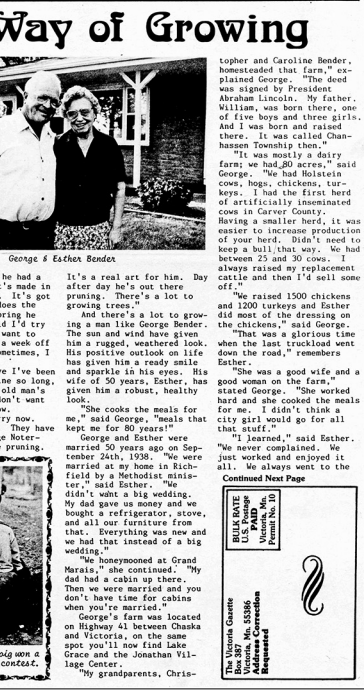 Way of Growing
George & Esther Bender
he had a
t's made in
. It's got
does the
oring he
d I'd try
want to
a week off
ometimes, I
've I've been
ne so long,
old man's
on't want
ow.
rry now.
They have
ge Noter-
e pruning.
pig won a
contest.
It's a real art for him. Day
after day he's out there
pruning. There's a lot to
growing trees."
And there's a lot to grow-
ing a man like George Bender.
The sun and wind have given
him a rugged, weathered look.
His positive outlook on life
has given him a ready smile
and sparkle in his eyes. His
wife of 50 years, Esther, has
given him a robust, healthy
look.
"She cooks the meals for
me," said George, "meals that
kept me for 80 years!"
George and Esther were
married 50 years ago on Sep-
tember 24th, 1938. "We were
married at my home in Rich-
field by a Methodist minis-
ter," said Esther. "We
didn't want a big wedding.
My dad gave us money and we
bought a refrigerator, stove,
and all our furniture from
that. Everything was new and
we had that instead of a big
wedding."
"We honeymooned at Grand
Marais," she continued. "My
dad had a cabin up there.
Then we were married and you
don't have time for cabins
when you're married."
George's farm was located
on Highway 41 between Chaska
and Victoria, on the same
spot you'll now find Lake
Grace and the Jonathan Vil-
lage Center.
"My grandparents, Chris-
topher and Caroline Bender,
homesteaded that farm," ex-
plained George. "The deed
was signed by President
Abraham Lincoln. My father,
William, was born there, one
of five boys and three girls.
And I was born and raised
there. It was called Chan-
hassen Township then."
"It was mostly a dairy
farm; we had 80 acres," said
George. "We had Holstein
cows, hogs, chickens, tur-
keys. I had the first herd
of artificially inseminated
cows in Carver County.
Having a smaller herd, it was
easier to increase production
of your herd. Didn't need to
keep a bull that way. We had
between 25 and 30 cows. I
always raised my replacement
cattle and then I'd sell some
off."
"We raised 1500 chickens
and 1200 turkeys and Esther
did most of the dressing on
the chickens," said George.
"That was a glorious time
when the last truckload went
down the road," remembers
Esther.
"She was a good wife and a
good woman on the farm,"
stated George. "She worked
hard and she cooked the meals
for me. I didn't think a
city girl would go for all
that stuff."
"I learned," said Esther.
"We never complained. We
just worked and enjoyed it
all. We always went to the
Continued Next Page
BULK RATE
U.S. Postage
PAID
Victoria, Mn.
Permit No. 10
The Victoria Gazette
Box 387
Victoria, Mn. 55386
Address Correction
Requested